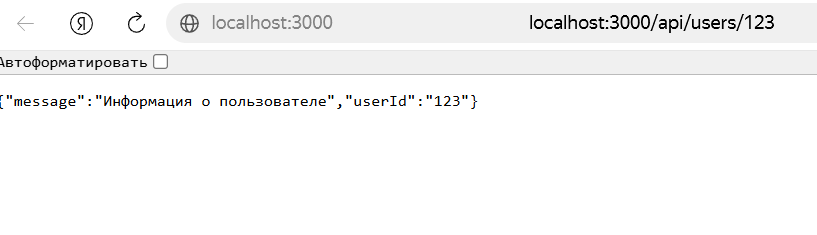 Я localhost:3000 localhost:3000/api/users/123
Автоформатировать
{"message":"Информация о пользователе","userId":"123"}